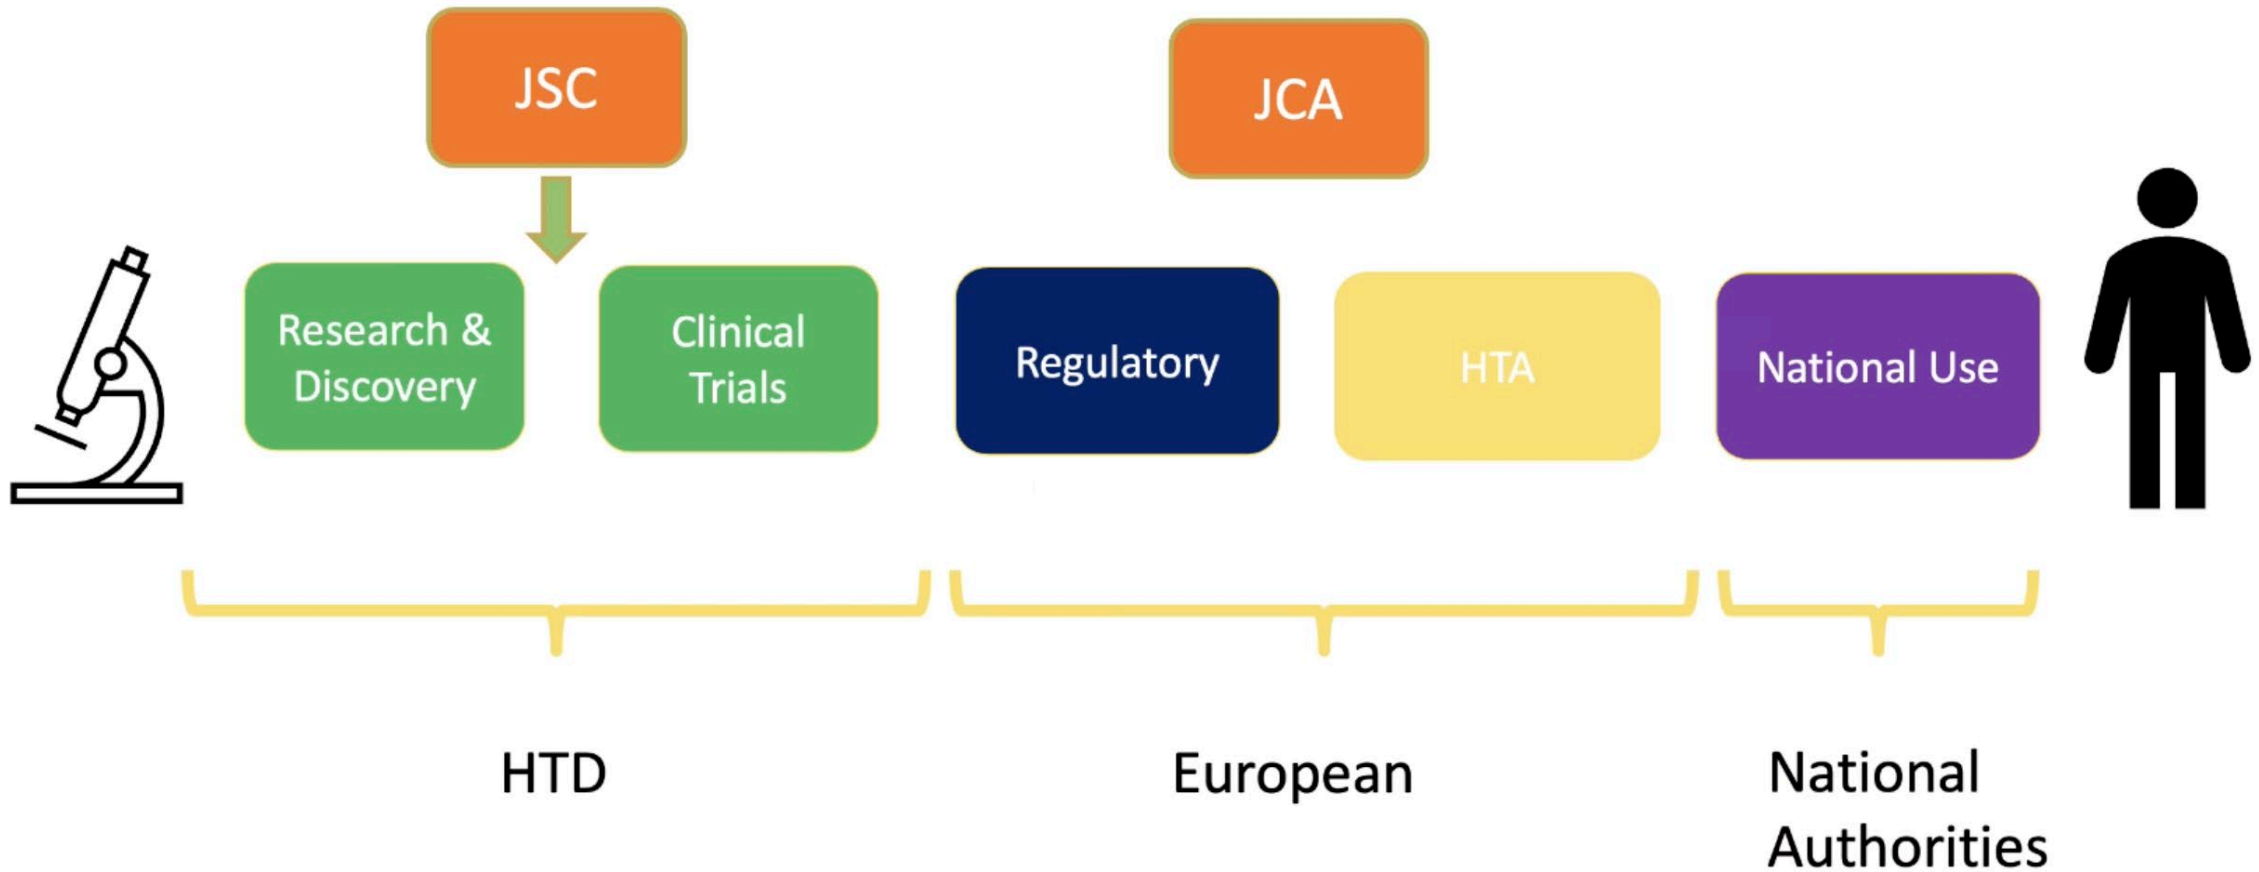 JSC
JCA
Research &
Discovery
Clinical
Trials
Regulatory
HTA
National Use
HTD
European
National
Authorities